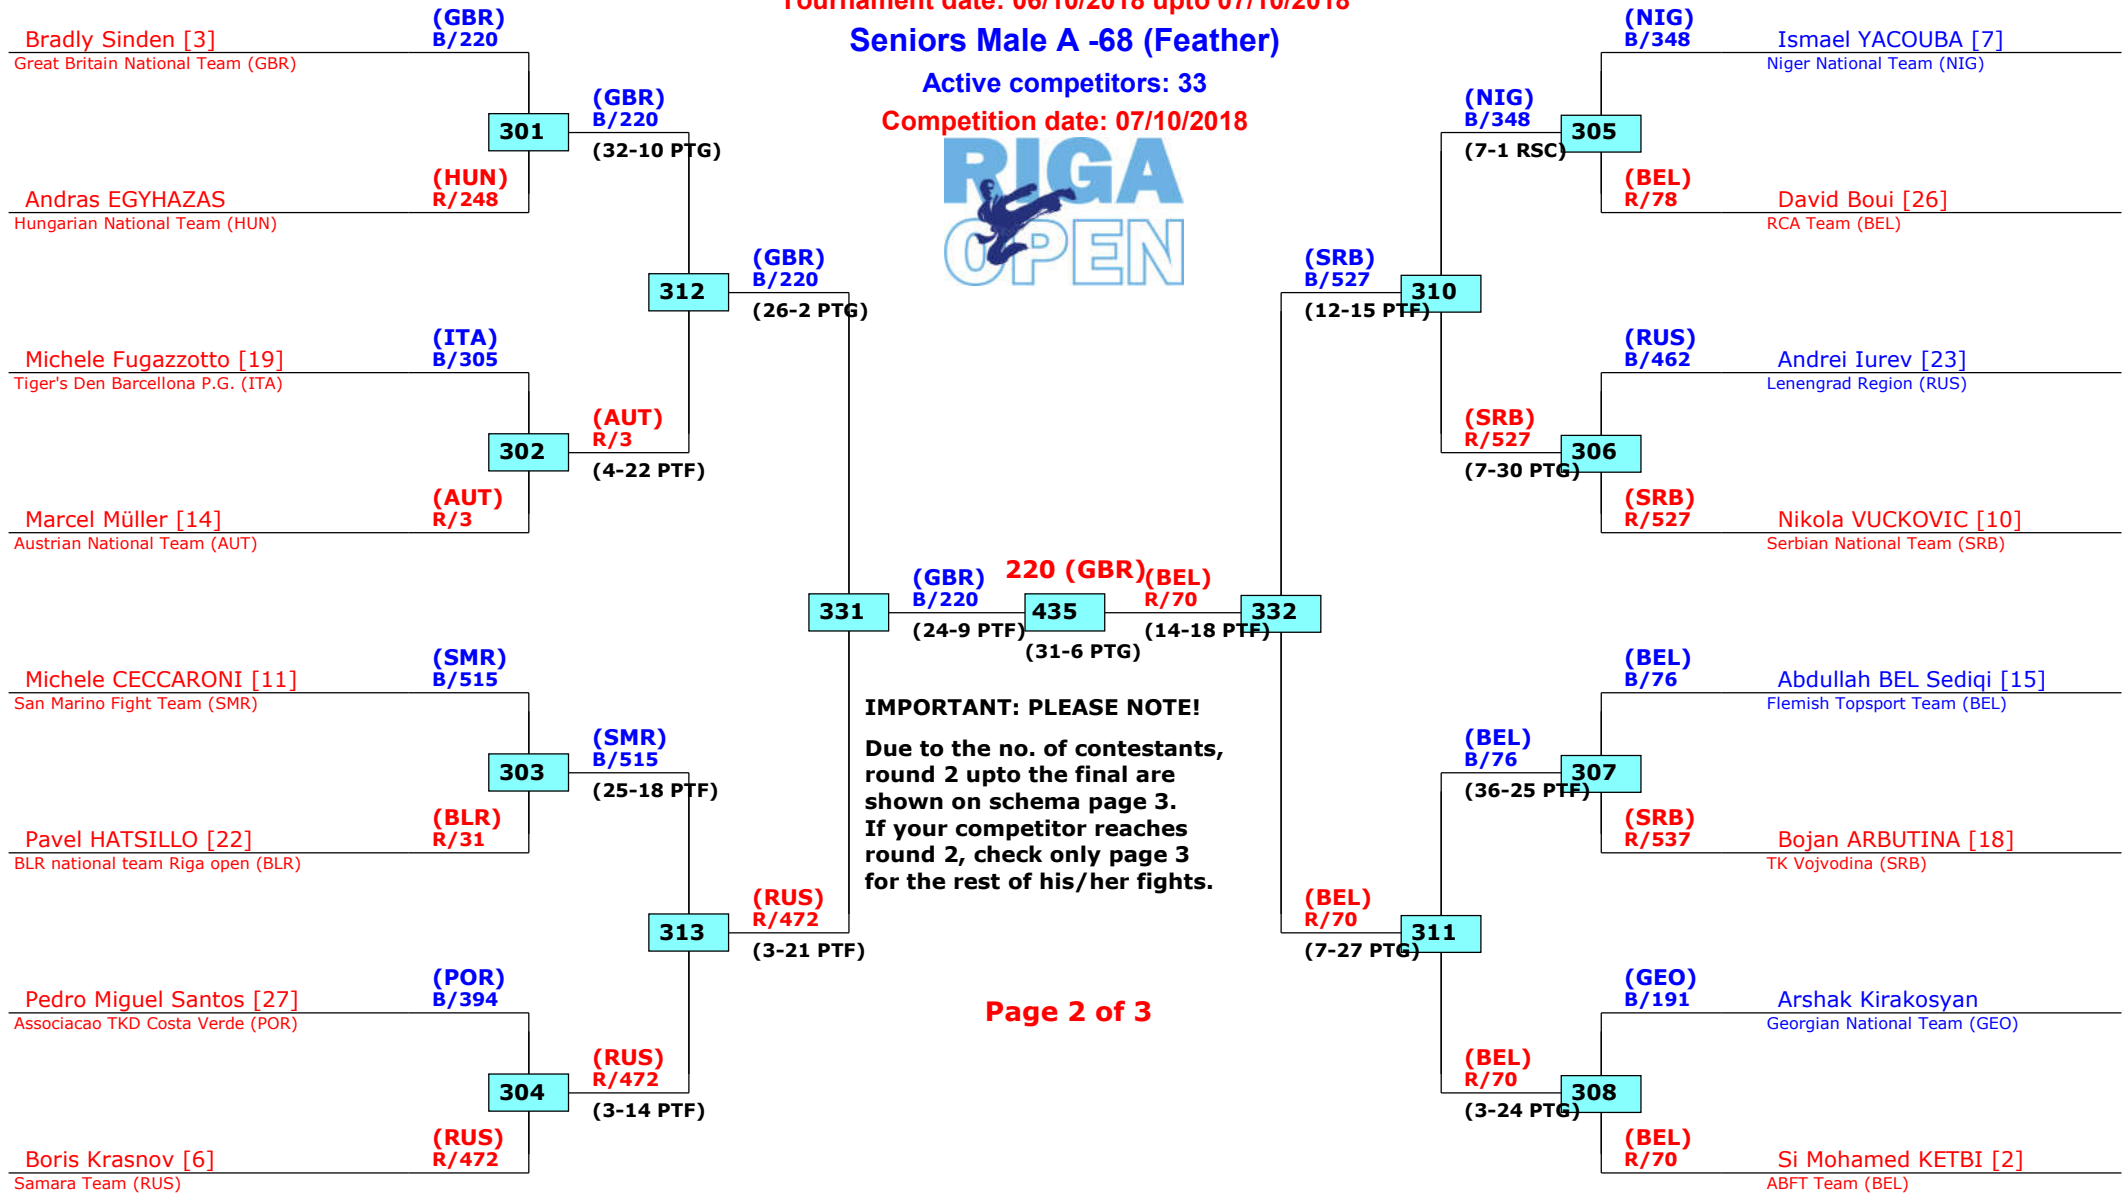 Tournament date: 06/10/2018 upto 07/10/2018
Seniors Male A -68 (Feather)
Active competitors: 33
Competition date: 07/10/2018
RIGA
OPEN
Bradly Sinden [3]
Great Britain National Team (GBR)
(GBR)
B/220
301
(GBR)
B/220
(32-10 PTG)
Andras EGYHAZAS
Hungarian National Team (HUN)
(HUN)
R/248
312
(GBR)
B/220
(26-2 PTG)
Michele Fugazzotto [19]
Tiger's Den Barcellona P.G. (ITA)
(ITA)
B/305
302
(AUT)
R/3
(4-22 PTF)
Marcel Müller [14]
Austrian National Team (AUT)
(AUT)
R/3
331
(GBR)
B/220
(24-9 PTF)
220 (GBR)
435
(31-6 PTG)
(BEL)
R/70
(14-18 PTF)
332
Michele CECCARONI [11]
San Marino Fight Team (SMR)
(SMR)
B/515
303
(SMR)
B/515
(25-18 PTF)
Pavel HATSILLO [22]
BLR national team Riga open (BLR)
(BLR)
R/31
313
(RUS)
R/472
(3-21 PTF)
Pedro Miguel Santos [27]
Associacao TKD Costa Verde (POR)
(POR)
B/394
304
(RUS)
R/472
(3-14 PTF)
Boris Krasnov [6]
Samara Team (RUS)
(RUS)
R/472
IMPORTANT: PLEASE NOTE!
Due to the no. of contestants,
round 2 upto the final are
shown on schema page 3.
If your competitor reaches
round 2, check only page 3
for the rest of his/her fights.
Page 2 of 3
(NIG)
B/348
Ismael YACOUBA [7]
Niger National Team (NIG)
(NIG)
B/348
(7-1 RSC)
305
(BEL)
R/78
David Boui [26]
RCA Team (BEL)
(SRB)
B/527
(12-15 PTF)
310
(RUS)
B/462
Andrei Iurev [23]
Lenengrad Region (RUS)
(SRB)
R/527
(7-30 PTG)
306
(SRB)
R/527
Nikola VUCKOVIC [10]
Serbian National Team (SRB)
(BEL)
B/76
Abdullah BEL Sediqi [15]
Flemish Topsport Team (BEL)
(BEL)
B/76
(36-25 PTF)
307
(SRB)
R/537
Bojan ARBUTINA [18]
TK Vojvodina (SRB)
(BEL)
R/70
(7-27 PTG)
311
(GEO)
B/191
Arshak Kirakosyan
Georgian National Team (GEO)
(BEL)
R/70
(3-24 PTG)
308
(BEL)
R/70
Si Mohamed KETBI [2]
ABFT Team (BEL)